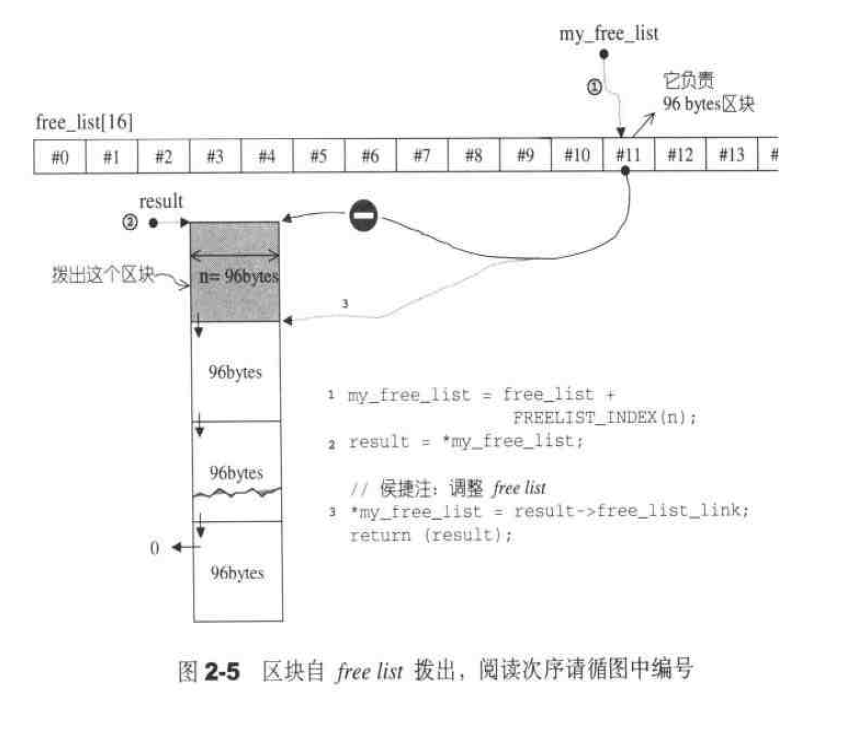 my_free_list
①
它负责
96 bytes区块
free_list[16]
#0 #1 #2 #3 #4 #5 #6 #7 #8 #9 #10 #11 #12 #13 #
result
②
拨出这个区块
n= 96bytes
3
96bytes
96bytes
0
96bytes
1 my_free_list = free_list +
FREELIST_INDEX(n);
2 result = *my_free_list;
// 侯捷注：调整 free list
3 *my_free_list = result->free_list_link;
return (result);
图 2-5 区块自 free list 拨出，阅读次序请循图中编号